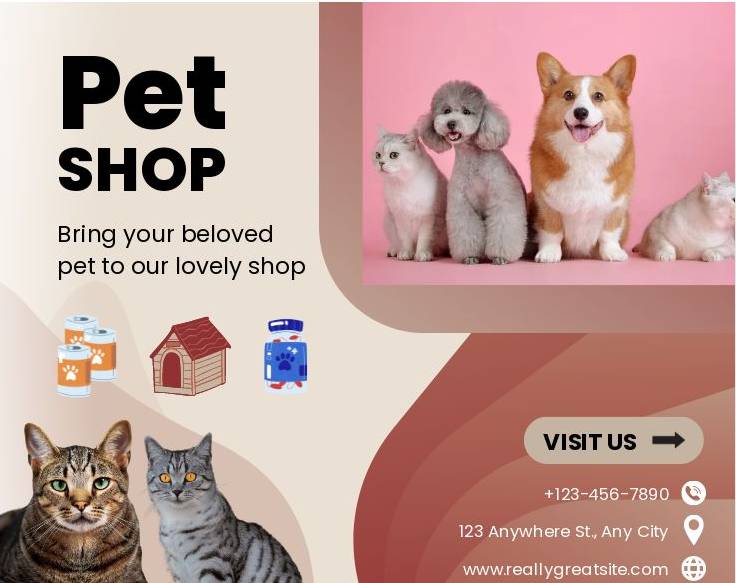 Pet
SHOP
Bring your beloved
pet to our lovely shop
VISIT US
+123-456-7890
123 Anywhere St., Any City
www.reallygreatsite.com